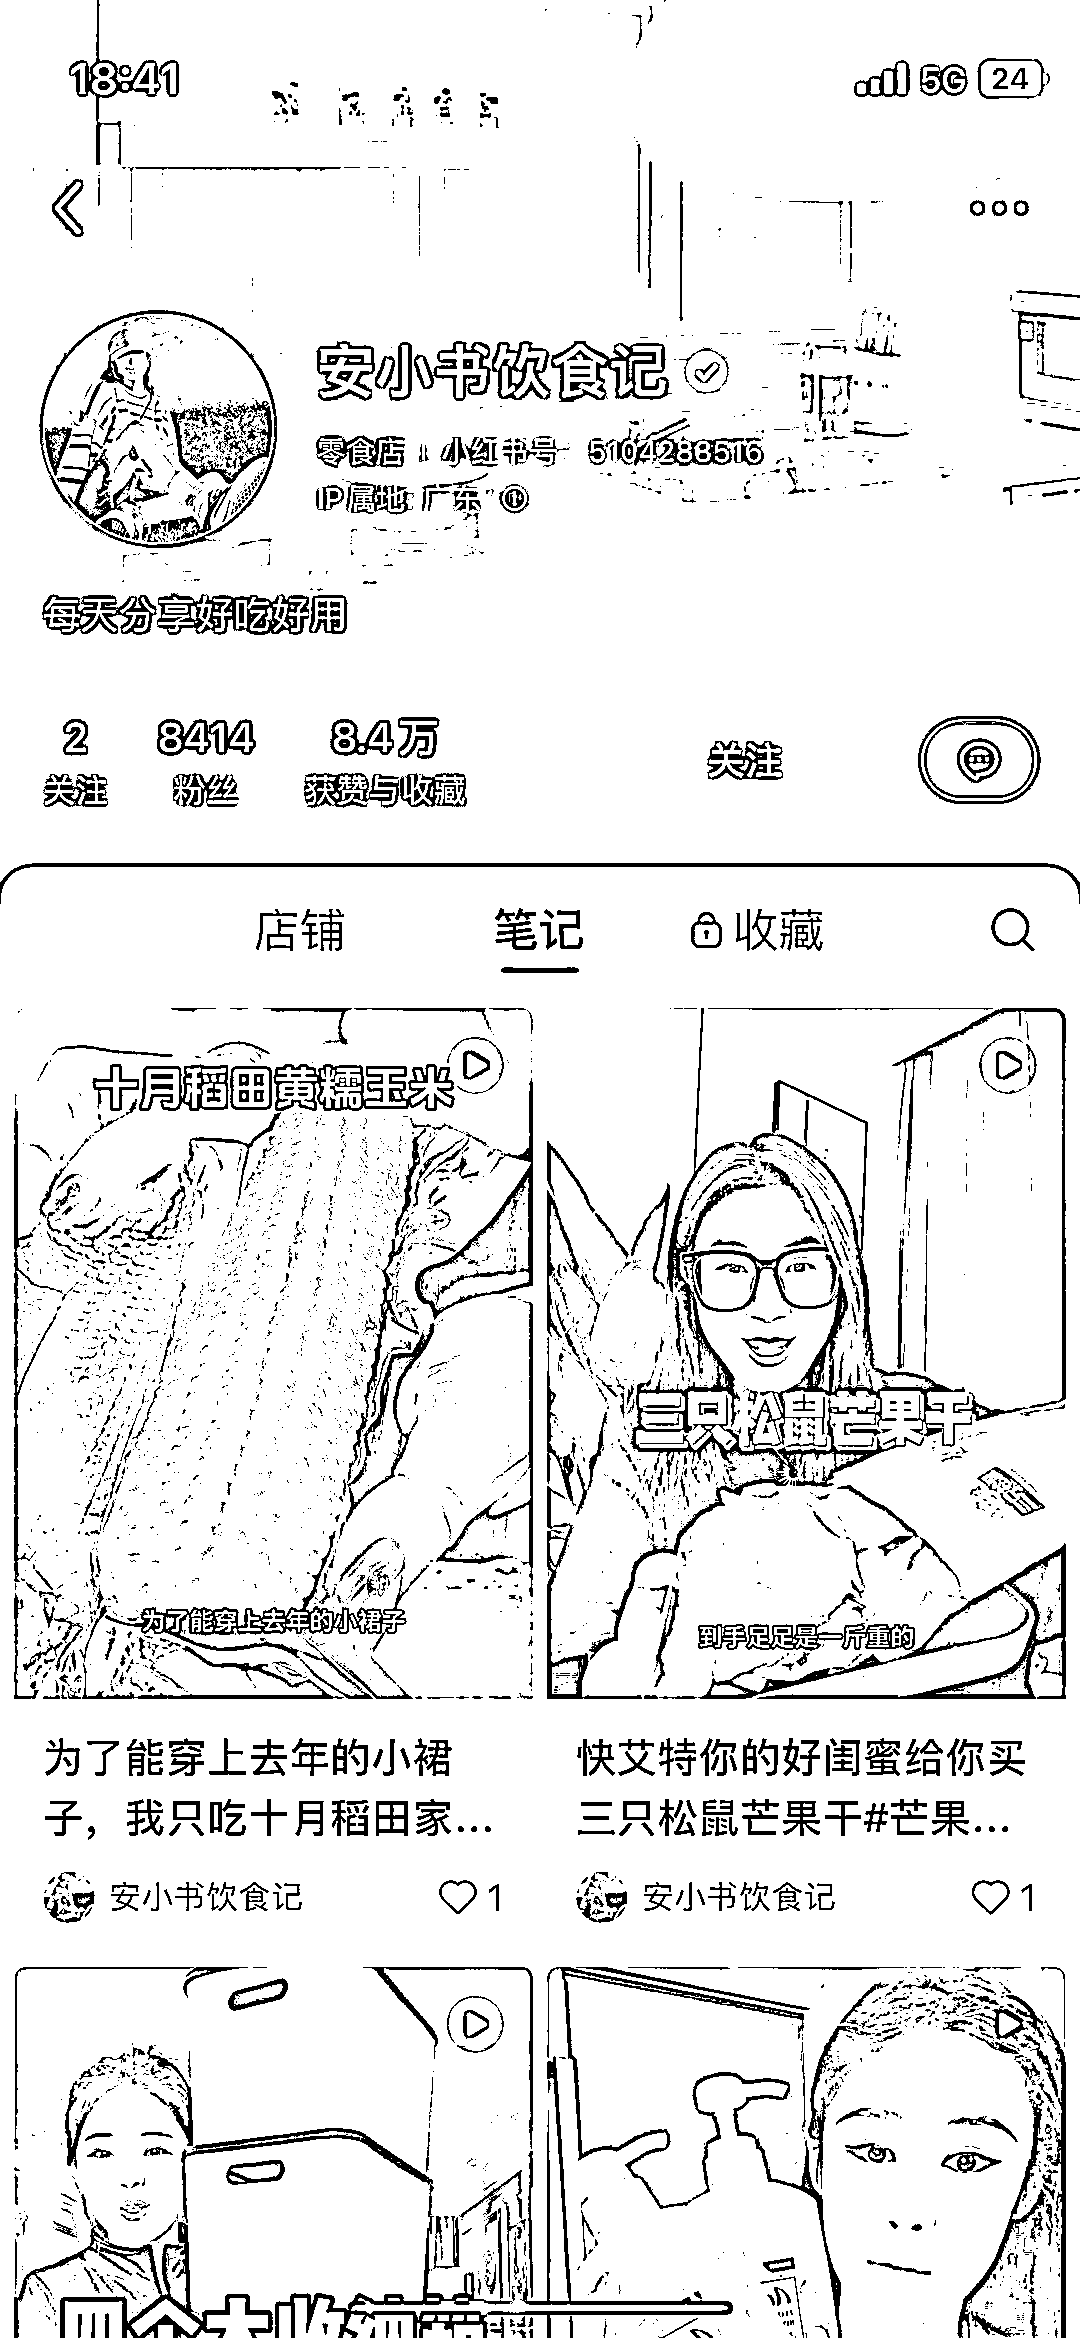 18:41
5G 24
安小书饮食记
零食店 小红书号 5104288516
IP属地: 广东
每天分享好吃好用
2 8414 8.4万
关注 粉丝 获赞与收藏
关注
店铺 笔记 收藏
十月稻田黄糯玉米
为了能穿上去年的小裙子
三只松鼠芒果干
到手足足是一斤重的
为了能穿上去年的小裙
子，我只吃十月稻田家...
安小书饮食记 1
快艾特你的好闺蜜给你买
三只松鼠芒果干#芒果...
安小书饮食记 1